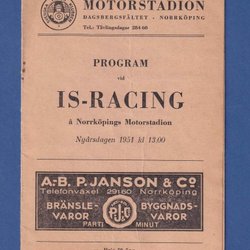 MOTORSTADION
DAGSBERGSFÄLTET - NORRKÖPING
Tel.: Tävlingsdagar 284 60
PROGRAM
vid
IS-RACING
å Norrköpings Motorstadion
Nyårsdagen 1951 kl 13.00
A.-B. P. JANSON & Co
Telefonväxel 29160 Norrköping
BRÄNSLE-VAROR
P.J.Co
BYGGNADS-VAROR
PARTI MINUT